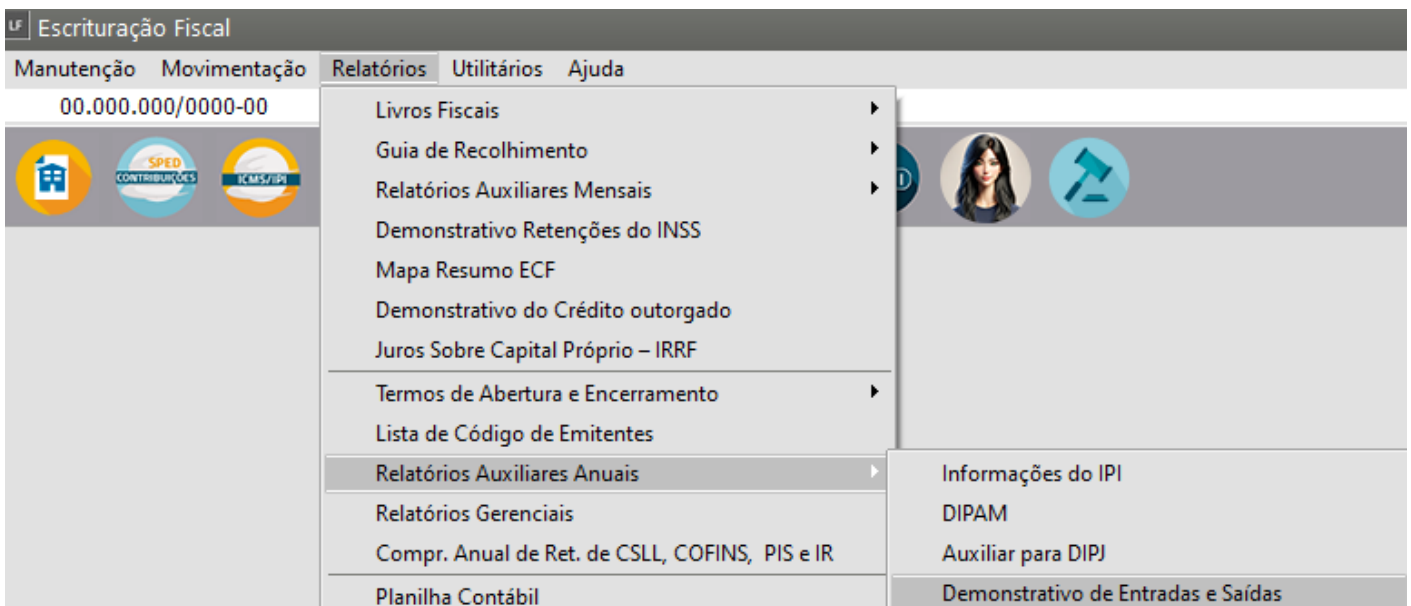 LF Escrituração Fiscal
Manutenção Movimentação Relatórios Utilitários Ajuda
00.000.000/0000-00
SPED
CONTRIBUIÇÕES
ICMS/IPI
Livros Fiscais
Guia de Recolhimento
Relatórios Auxiliares Mensais
Demonstrativo Retenções do INSS
Mapa Resumo ECF
Demonstrativo do Crédito outorgado
Juros Sobre Capital Próprio – IRRF
Termos de Abertura e Encerramento
Lista de Código de Emitentes
Relatórios Auxiliares Anuais
Relatórios Gerenciais
Compr. Anual de Ret. de CSLL, COFINS, PIS e IR
Planilha Contábil
Informações do IPI
DIPAM
Auxiliar para DIPJ
Demonstrativo de Entradas e Saídas